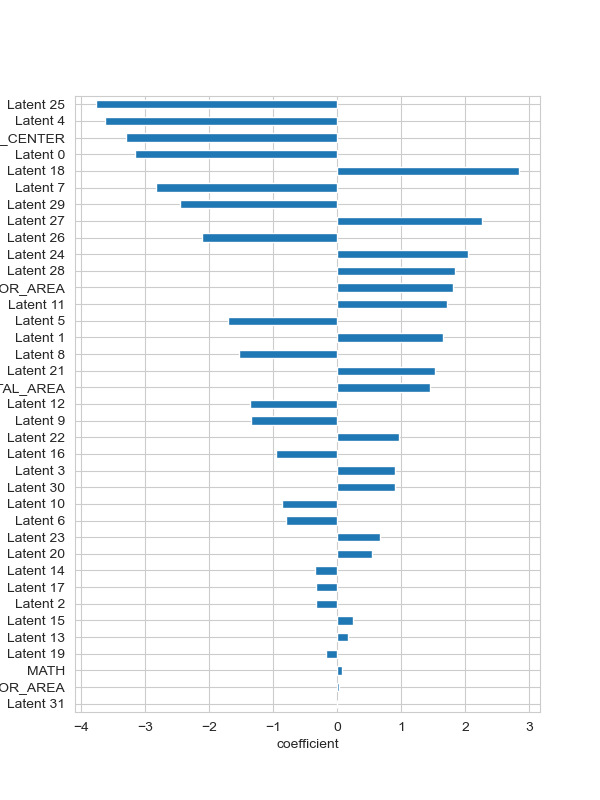 Latent 25
Latent 4
_CENTER
Latent 0
Latent 18
Latent 7
Latent 29
Latent 27
Latent 26
Latent 24
Latent 28
OR_AREA
Latent 11
Latent 5
Latent 1
Latent 8
Latent 21
TAL_AREA
Latent 12
Latent 9
Latent 22
Latent 16
Latent 3
Latent 30
Latent 10
Latent 6
Latent 23
Latent 20
Latent 14
Latent 17
Latent 2
Latent 15
Latent 13
Latent 19
MATH
OR_AREA
Latent 31
−4 −3 −2 −1 0 1 2 3
coefficient